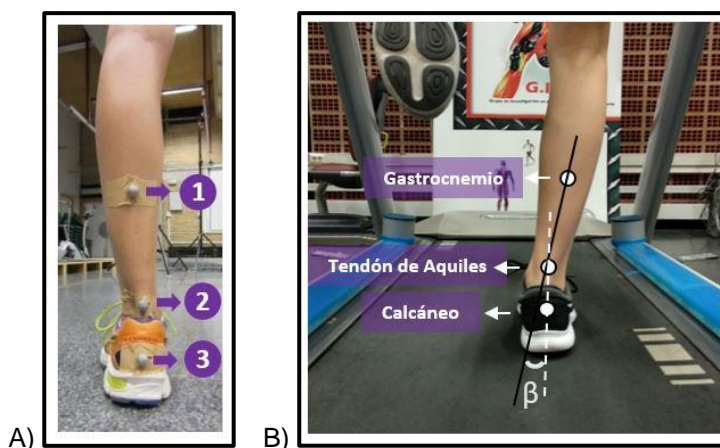 1
2
3
A)
G.I
Gastrocnemio
Tendón de Aquiles
Calcáneo
β
B)